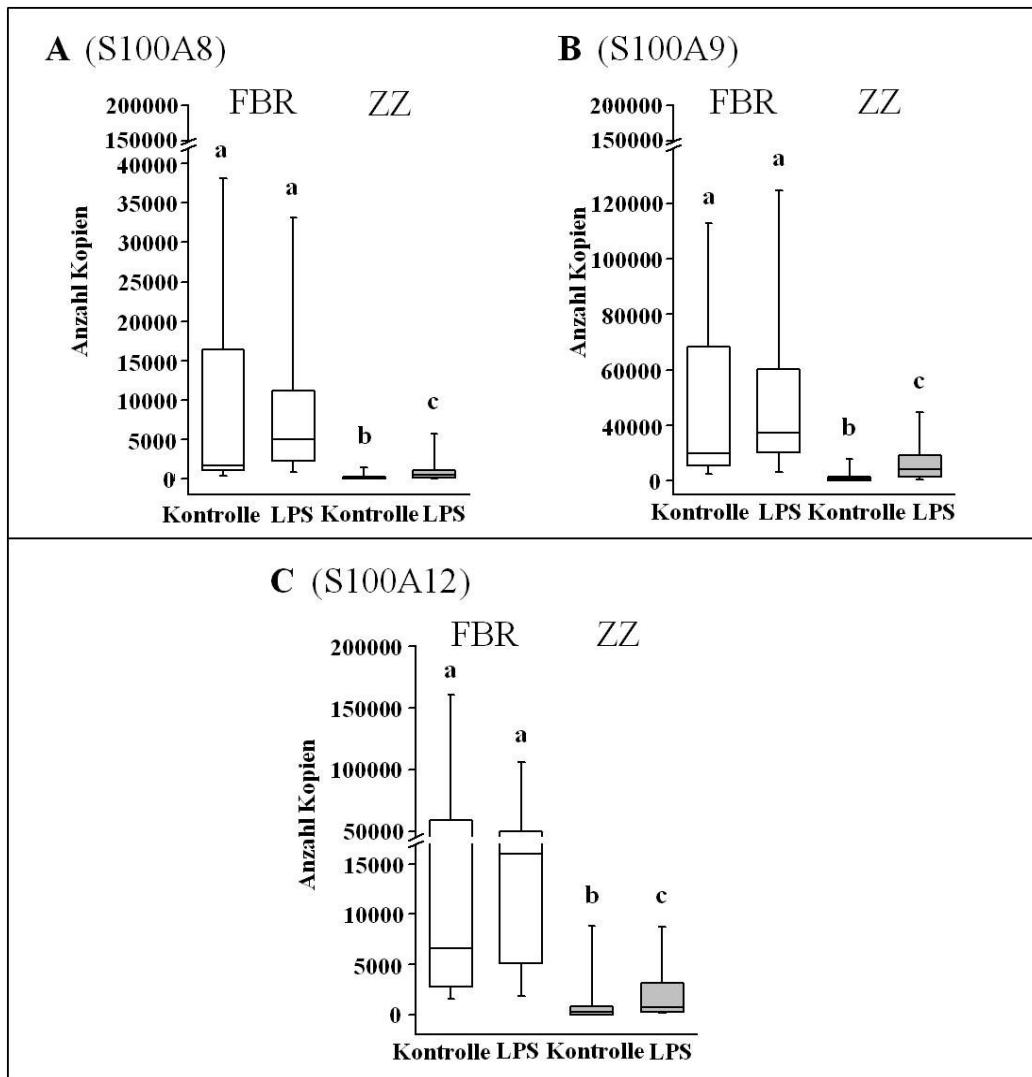 A (S100A8)
FBR ZZ
200000
150000
40000
35000
30000
25000
20000
15000
10000
5000
0
Anzahl Kopien
a
a
b
c
Kontrolle LPS Kontrolle LPS
B (S100A9)
FBR ZZ
200000
150000
120000
100000
80000
60000
40000
20000
0
Anzahl Kopien
a
a
b
c
Kontrolle LPS Kontrolle LPS
C (S100A12)
FBR ZZ
200000
150000
100000
50000
15000
10000
5000
0
Anzahl Kopien
a
a
b
c
Kontrolle LPS Kontrolle LPS